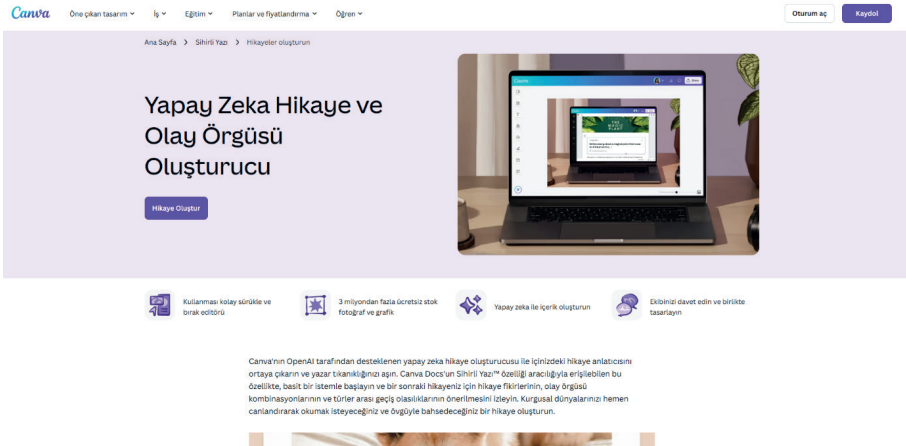 Canva Öne çıkan tasarım İş Eğitim Planlar ve fiyatlandırma Öğren Oturum aç Kaydol
Ana Sayfa > Sihirli Yazı > Hikayeler oluşturun
Yapay Zeka Hikaye ve
Olay Örgüsü
Oluşturucu
Hikaye Oluştur
Canva
THE
MAGIC
PLANT
Kullanması kolay sürükle ve
bırak editörü
3 milyondan fazla ücretsiz stok
fotoğraf ve grafik
Yapay zeka ile içerik oluşturun
Ekibinizi davet edin ve birlikte
tasarlayın
Canva'nın OpenAI tarafından desteklenen yapay zeka hikaye oluşturucusu ile içinizdeki hikaye anlatıcısını
ortaya çıkarın ve yazar tıkanıklığınızı aşın. Canva Docs'un Sihirli Yazı™ özelliği aracılığıyla erişilebilen bu
özellikte, basit bir istemle başlayın ve bir sonraki hikayeniz için hikaye fikirlerinin, olay örgüsü
kombinasyonlarının ve türler arası geçiş olasılıklarının önerilmesini izleyin. Kurgusal dünyalarınızı hemen
canlandırarak okumak isteyeceğiniz ve övgüyle bahsedeceğiniz bir hikaye oluşturun.